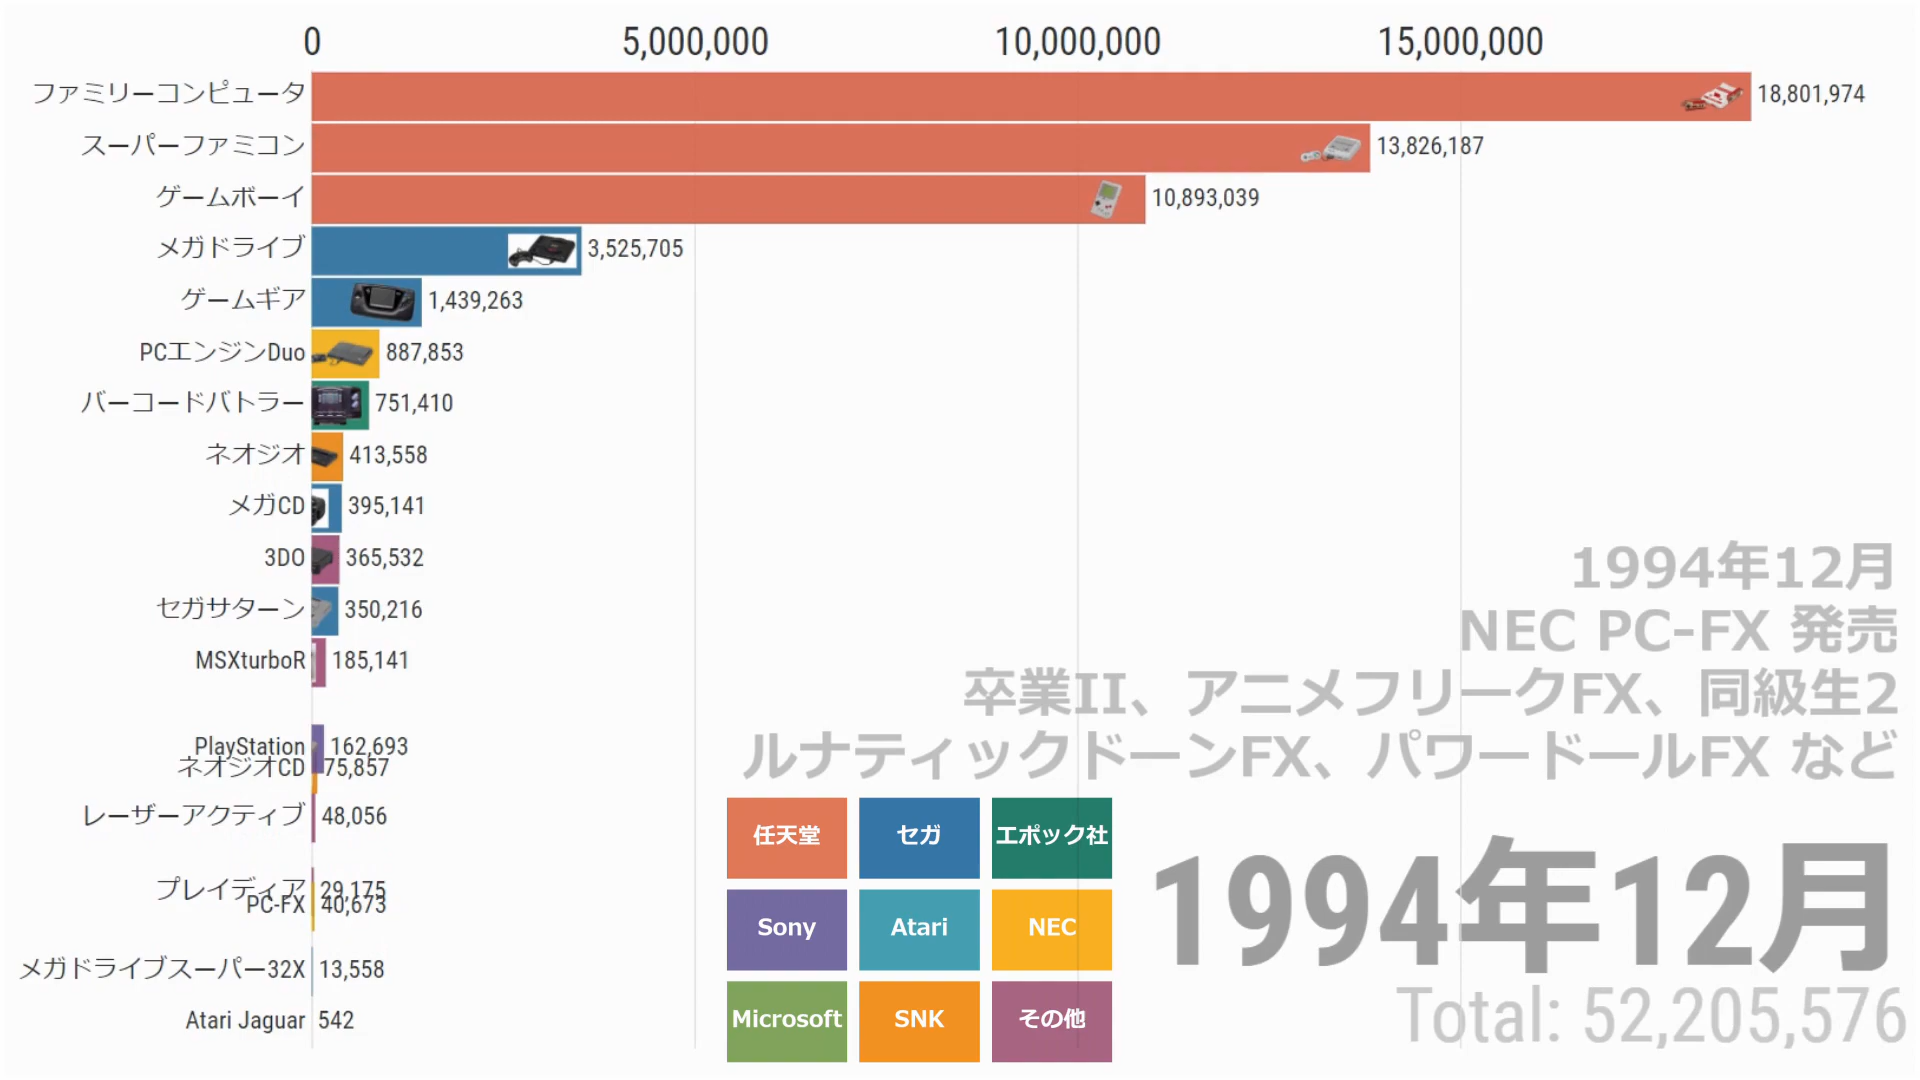 0 5,000,000 10,000,000 15,000,000
ファミリーコンピュータ 18,801,974
スーパーファミコン 13,826,187
ゲームボーイ 10,893,039
メガドライブ 3,525,705
ゲームギア 1,439,263
PCエンジンDuo 887,853
バーコードバトラー 751,410
ネオジオ 413,558
メガCD 395,141
3DO 365,532
セガサターン 350,216
MSXturboR 185,141
PlayStation 162,693
ネオジオCD 75,857
レーザーアクティブ 48,056
プレイディア 29,175
PC-FX 40,673
メガドライブスーパー32X 13,558
Atari Jaguar 542
1994年12月
NEC PC-FX 発売
卒業II、アニメフリークFX、同級生2
ルナティックドーンFX、パワードールFX など
任天堂 セガ エポック社
Sony Atari NEC
Microsoft SNK その他
1994年12月
Total: 52,205,576